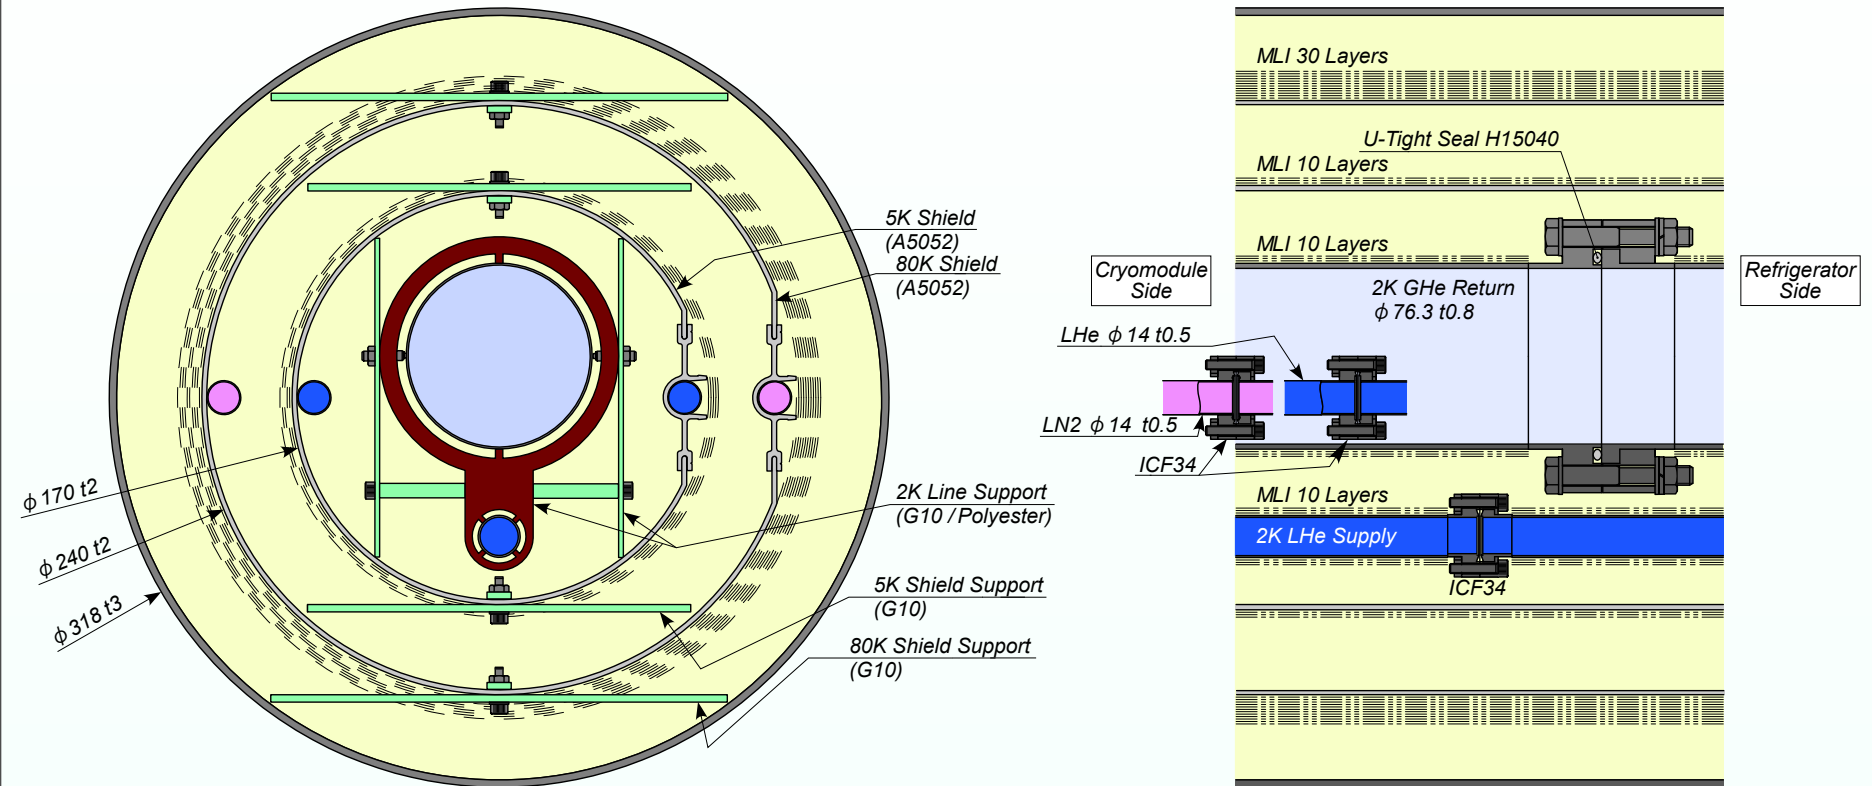 5K Shield
(A5052)
80K Shield
(A5052)
φ 170 t2
φ 240 t2
φ 318 t3
2K Line Support
(G10 / Polyester)
5K Shield Support
(G10)
80K Shield Support
(G10)
MLI 30 Layers
U-Tight Seal H15040
MLI 10 Layers
MLI 10 Layers
Cryomodule
Side
2K GHe Return
φ 76.3 t0.8
Refrigerator
Side
LHe φ 14 t0.5
LN2 φ 14 t0.5
ICF34
MLI 10 Layers
2K LHe Supply
ICF34